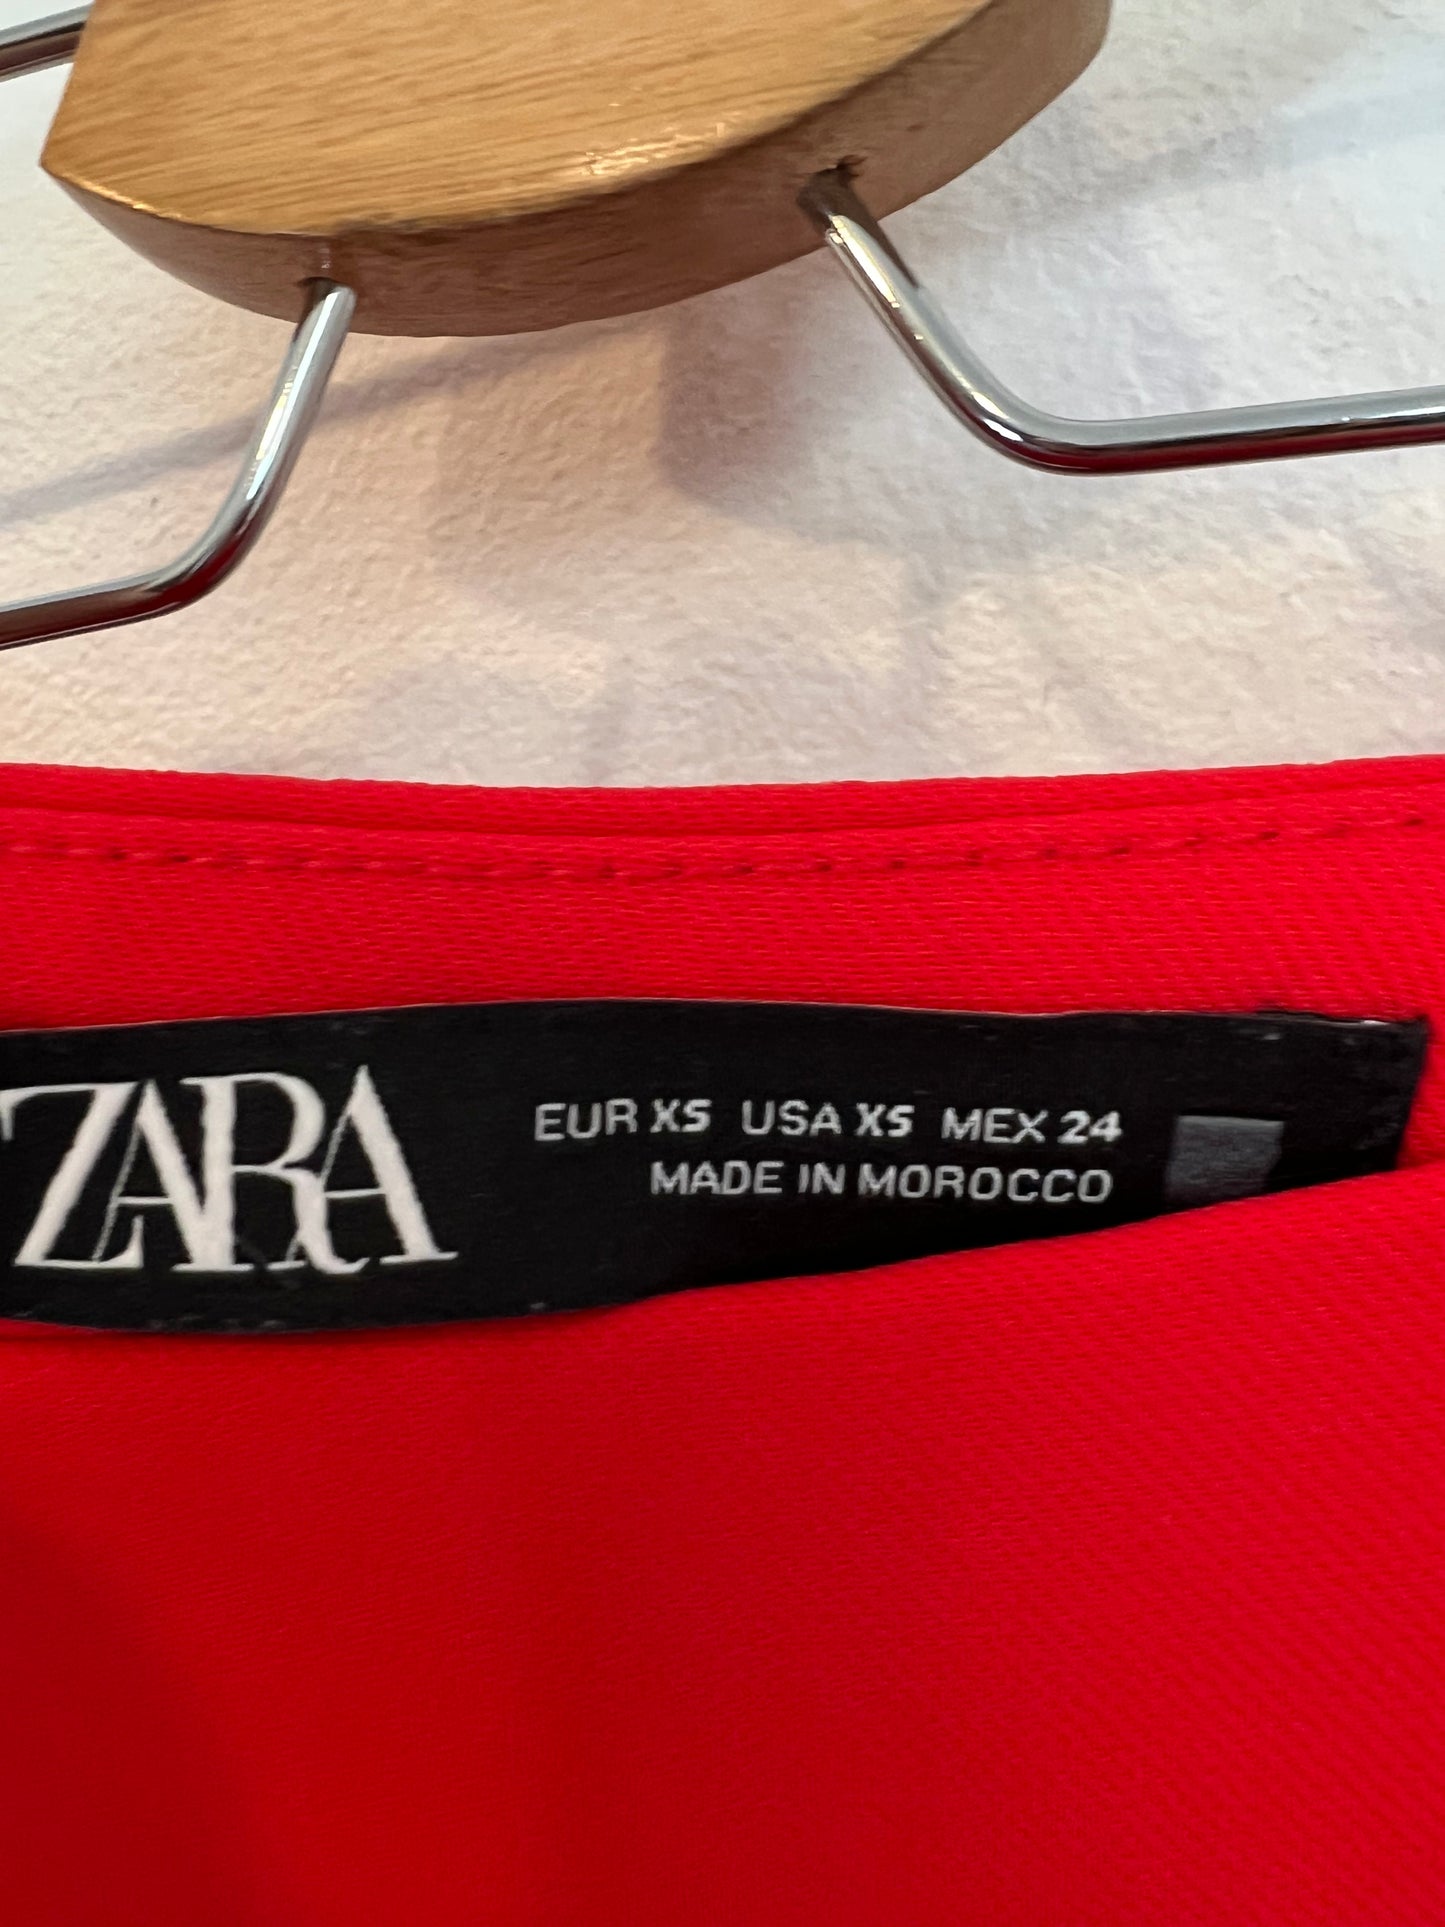 ZARA
EUR XS USA XS MEX 24
MADE IN MOROCCO